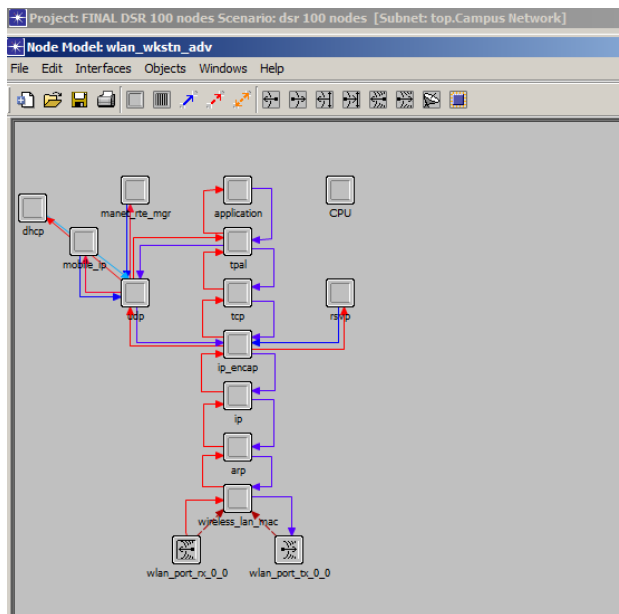 Project: FINAL DSR 100 nodes Scenario: dsr 100 nodes [Subnet: top.Campus Network]
Node Model: wlan_wkstn_adv
File Edit Interfaces Objects Windows Help
manet_rte_mgr
application
CPU
dhcp
mobile_ip
tpal
udp
tcp
rsvp
ip_encap
ip
arp
wireless_lan_mac
wlan_port_rx_0_0
wlan_port_tx_0_0